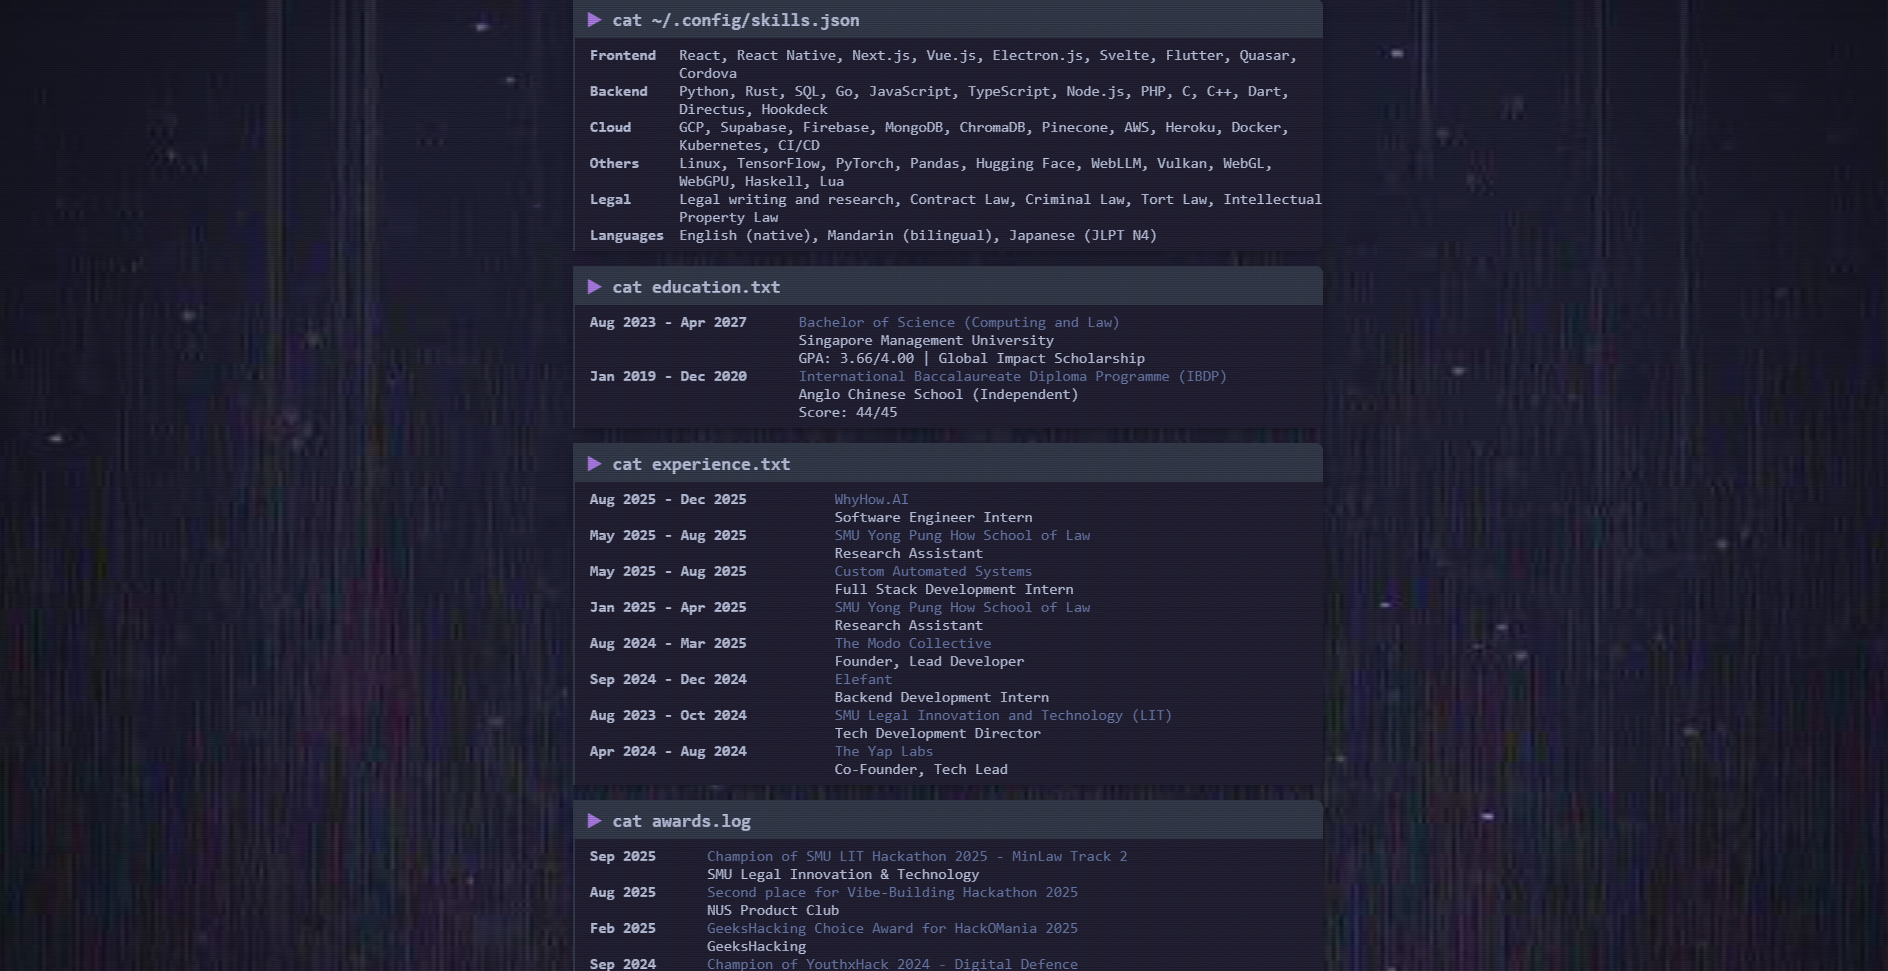 cat ~/.config/skills.json
Frontend React, React Native, Next.js, Vue.js, Electron.js, Svelte, Flutter, Quasar,
Cordova
Backend Python, Rust, SQL, Go, JavaScript, TypeScript, Node.js, PHP, C, C++, Dart,
Directus, Hookdeck
Cloud GCP, Supabase, Firebase, MongoDB, ChromaDB, Pinecone, AWS, Heroku, Docker,
Kubernetes, CI/CD
Others Linux, TensorFlow, PyTorch, Pandas, Hugging Face, WebLLM, Vulkan, WebGL,
WebGPU, Haskell, Lua
Legal Legal writing and research, Contract Law, Criminal Law, Tort Law, Intellectual
Property Law
Languages English (native), Mandarin (bilingual), Japanese (JLPT N4)
cat education.txt
Aug 2023 - Apr 2027 Bachelor of Science (Computing and Law)
Singapore Management University
GPA: 3.66/4.00 | Global Impact Scholarship
Jan 2019 - Dec 2020 International Baccalaureate Diploma Programme (IBDP)
Anglo Chinese School (Independent)
Score: 44/45
cat experience.txt
Aug 2025 - Dec 2025 WhyHow.AI
Software Engineer Intern
May 2025 - Aug 2025 SMU Yong Pung How School of Law
Research Assistant
May 2025 - Aug 2025 Custom Automated Systems
Full Stack Development Intern
Jan 2025 - Apr 2025 SMU Yong Pung How School of Law
Research Assistant
Aug 2024 - Mar 2025 The Modo Collective
Founder, Lead Developer
Sep 2024 - Dec 2024 Elefant
Backend Development Intern
Aug 2023 - Oct 2024 SMU Legal Innovation and Technology (LIT)
Tech Development Director
Apr 2024 - Aug 2024 The Yap Labs
Co-Founder, Tech Lead
cat awards.log
Sep 2025 Champion of SMU LIT Hackathon 2025 - MinLaw Track 2
SMU Legal Innovation & Technology
Aug 2025 Second place for Vibe-Building Hackathon 2025
NUS Product Club
Feb 2025 GeeksHacking Choice Award for HackOMania 2025
GeeksHacking
Sep 2024 Champion of YouthxHack 2024 - Digital Defence